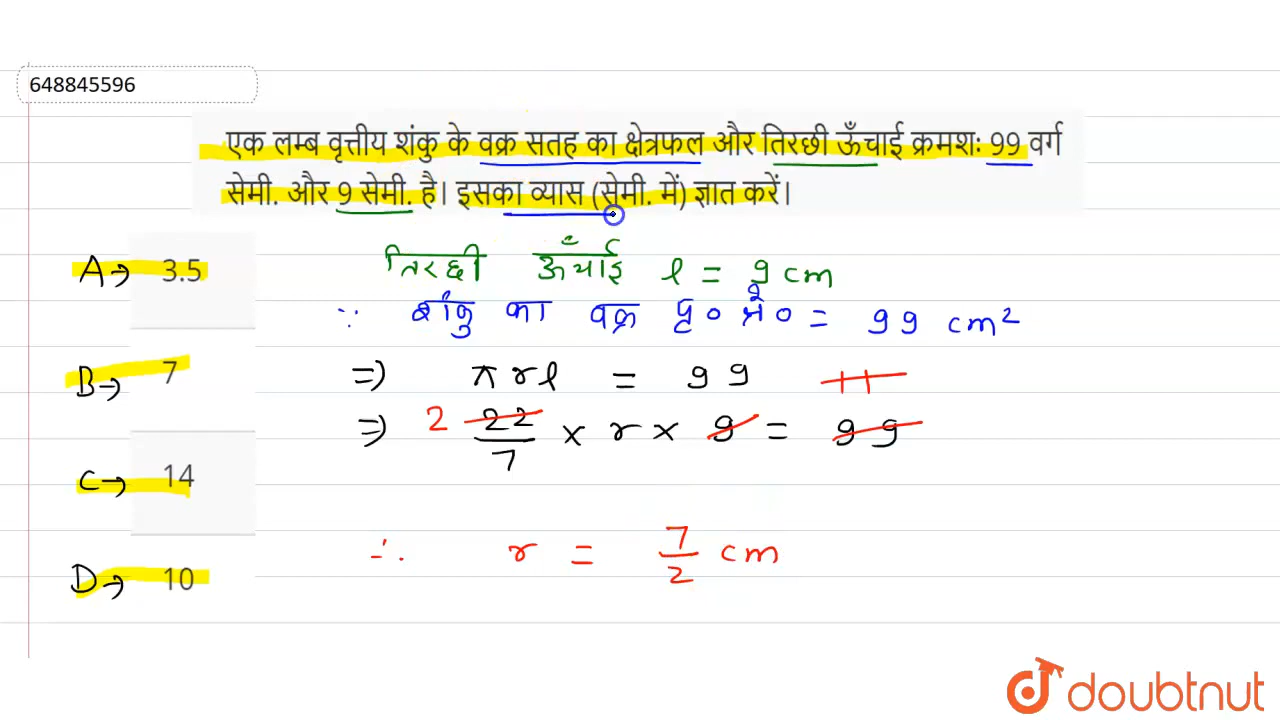 648845596
एक लम्ब वृत्तीय शंकु के वक्र सतह का क्षेत्रफल और तिरछी ऊँचाई क्रमशः 99 वर्ग
सेमी. और 9 सेमी. है। इसका व्यास (सेमी. में) ज्ञात करें।
A→ 3.5
तिरछी ऊँचाई l = 9 cm
∵ शंकु का वक्र पृ० क्षे० = 99 cm²
B→ 7
⇒ πrl = 99 11
⇒ 2 22/7 × r × 9 = 99
C→ 14
∴ r = 7/2 cm
D→ 10
doubtnut